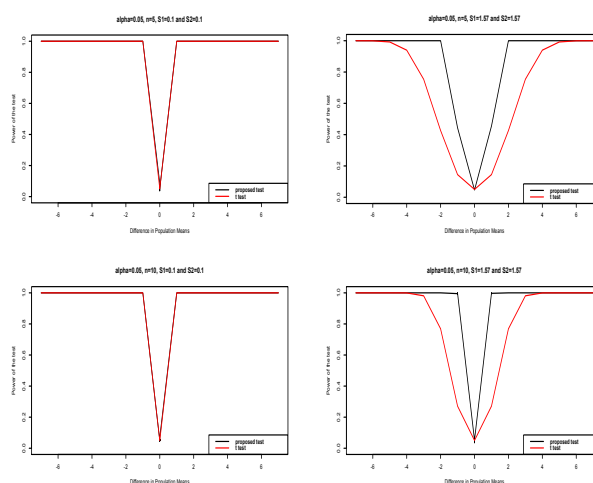 alpha=0.05, n=5, S1=0.1 and S2=0.1
Power of the test
0.0 0.2 0.4 0.6 0.8 1.0
-6 -4 -2 0 2 4 6
Difference in Population Means
proposed test
t test
alpha=0.05, n=5, S1=1.57 and S2=1.57
Power of the test
0.0 0.2 0.4 0.6 0.8 1.0
-6 -4 -2 0 2 4 6
Difference in Population Means
proposed test
t test
alpha=0.05, n=10, S1=0.1 and S2=0.1
Power of the test
0.0 0.2 0.4 0.6 0.8 1.0
-6 -4 -2 0 2 4 6
Difference in Population Means
proposed test
t test
alpha=0.05, n=10, S1=1.57 and S2=1.57
Power of the test
0.0 0.2 0.4 0.6 0.8 1.0
-6 -4 -2 0 2 4 6
Difference in Population Means
proposed test
t test